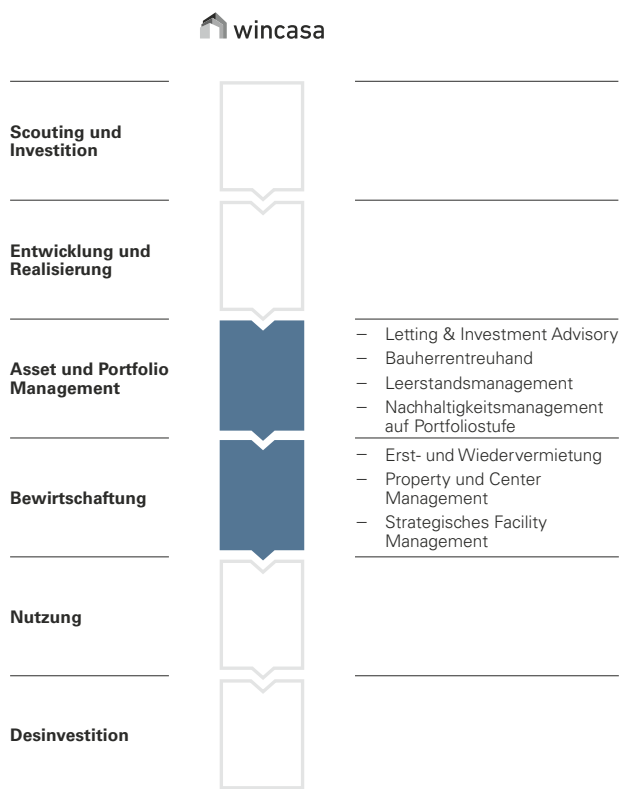 wincasa
Scouting und
Investition
Entwicklung und
Realisierung
Asset und Portfolio
Management
– Letting & Investment Advisory
– Bauherrentreuhand
– Leerstandsmanagement
– Nachhaltigkeitsmanagement
auf Portfoliostufe
Bewirtschaftung
– Erst- und Wiedervermietung
– Property und Center
Management
– Strategisches Facility
Management
Nutzung
Desinvestition